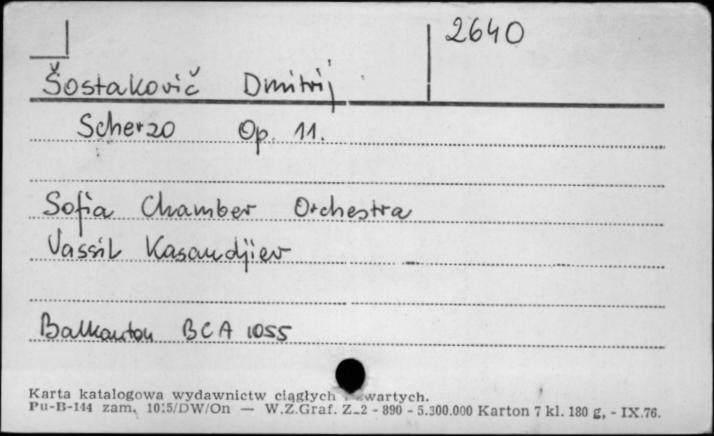 2640
Šostakovič Dmitrij
Scherzo Op. 11.
Sofia Chamber Orchestra
Vassil Kasandjiev
Balkanton BCA 1055
Karta katalogowa wydawnictw ciągłych zwartych.
Pu-B-144 zam. 1015/DW/On — W.Z.Graf. Z-2 - 890 - 5.300.000 Karton 7 kl. 180 g, - IX.76.